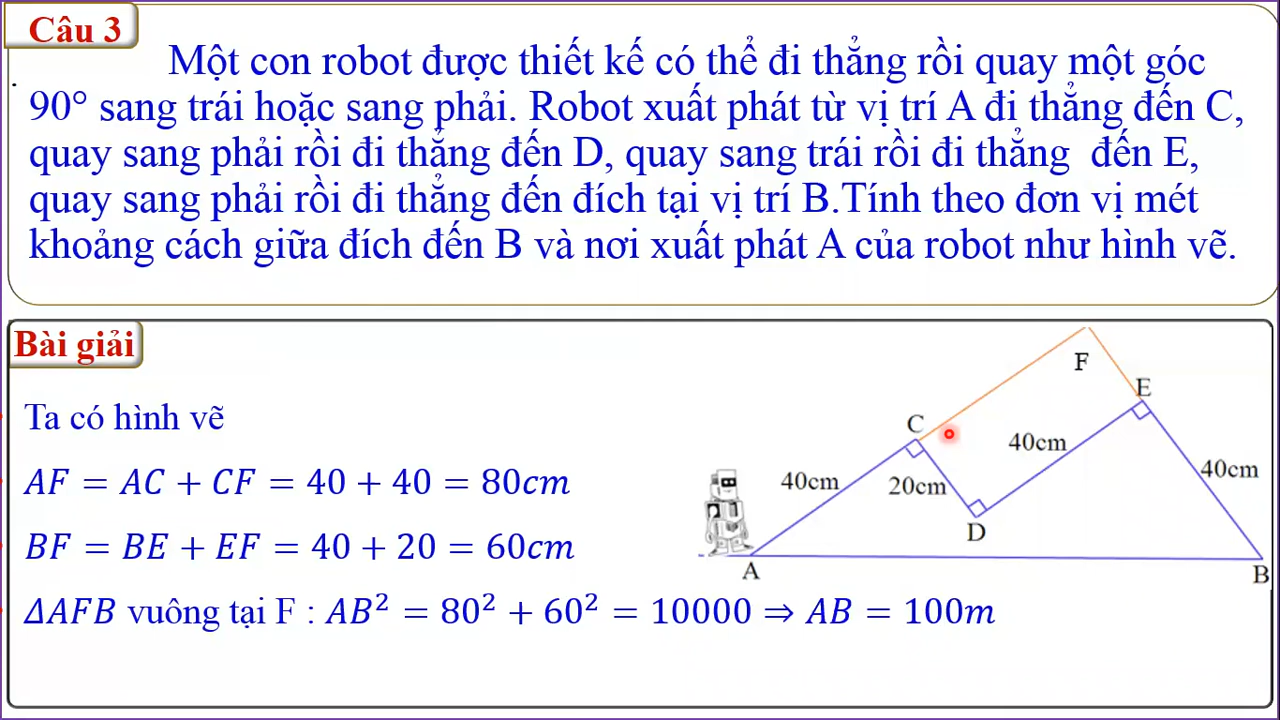 Câu 3
Một con robot được thiết kế có thể đi thẳng rồi quay một góc
90° sang trái hoặc sang phải. Robot xuất phát từ vị trí A đi thẳng đến C,
quay sang phải rồi đi thẳng đến D, quay sang trái rồi đi thẳng đến E,
quay sang phải rồi đi thẳng đến đích tại vị trí B.Tính theo đơn vị mét
khoảng cách giữa đích đến B và nơi xuất phát A của robot như hình vẽ.
Bài giải
Ta có hình vẽ
AF = AC + CF = 40 + 40 = 80cm
BF = BE + EF = 40 + 20 = 60cm
ΔAFB vuông tại F : AB² = 80² + 60² = 10000 ⇒ AB = 100m
F
E
C
40cm
40cm
40cm
20cm
D
A
B